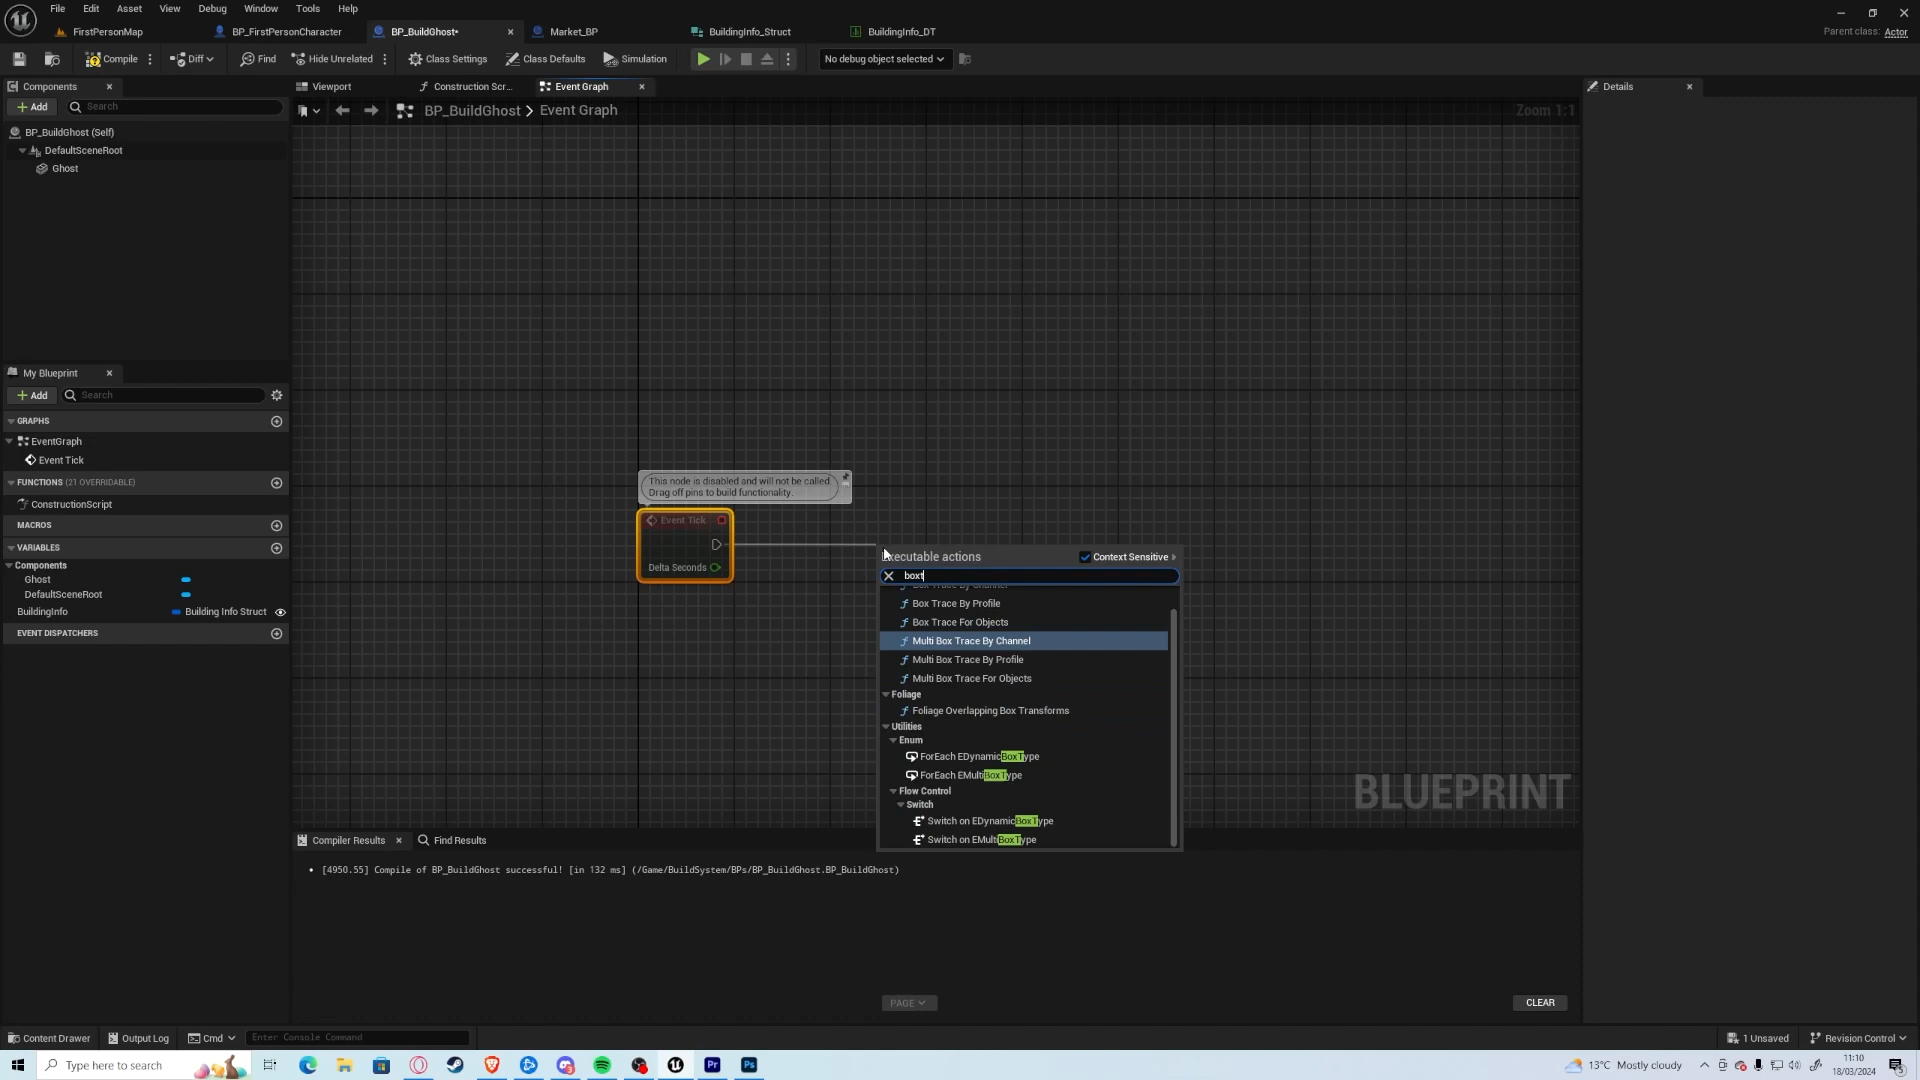 File Edit Asset View Debug Window Tools Help
FirstPersonMap BP_FirstPersonCharacter BP_BuildGhost• Market_BP BuildingInfo_Struct BuildingInfo_DT Parent class: Actor
Compile Diff Find Hide Unrelated Class Settings Class Defaults Simulation No debug object selected
Components Viewport Construction Scr... Event Graph Details
Add Search BP_BuildGhost > Event Graph Zoom 1:1
BP_BuildGhost (Self)
DefaultSceneRoot
Ghost
My Blueprint
Add Search
GRAPHS
EventGraph
Event Tick
FUNCTIONS (21 OVERRIDABLE)
ConstructionScript
MACROS
VARIABLES
Components
Ghost
DefaultSceneRoot
BuildingInfo Building Info Struct
EVENT DISPATCHERS
This node is disabled and will not be called.
Drag off pins to build functionality.
Event Tick
Delta Seconds
Executable actions Context Sensitive
boxt
Box Trace By Channel
Box Trace By Profile
Box Trace For Objects
Multi Box Trace By Channel
Multi Box Trace By Profile
Multi Box Trace For Objects
Foliage
Foliage Overlapping Box Transforms
Utilities
Enum
ForEach EDynamicBoxType
ForEach EMultiBoxType
Flow Control
Switch
Switch on EDynamicBoxType
Switch on EMultiBoxType
BLUEPRINT
Compiler Results Find Results
• [4950.55] Compile of BP_BuildGhost successful! [in 132 ms] (/Game/BuildSystem/BPs/BP_BuildGhost.BP_BuildGhost)
PAGE CLEAR
Content Drawer Output Log Cmd Enter Console Command 1 Unsaved Revision Control
Type here to search Pr Ps 13°C Mostly cloudy 11:10
18/03/2024